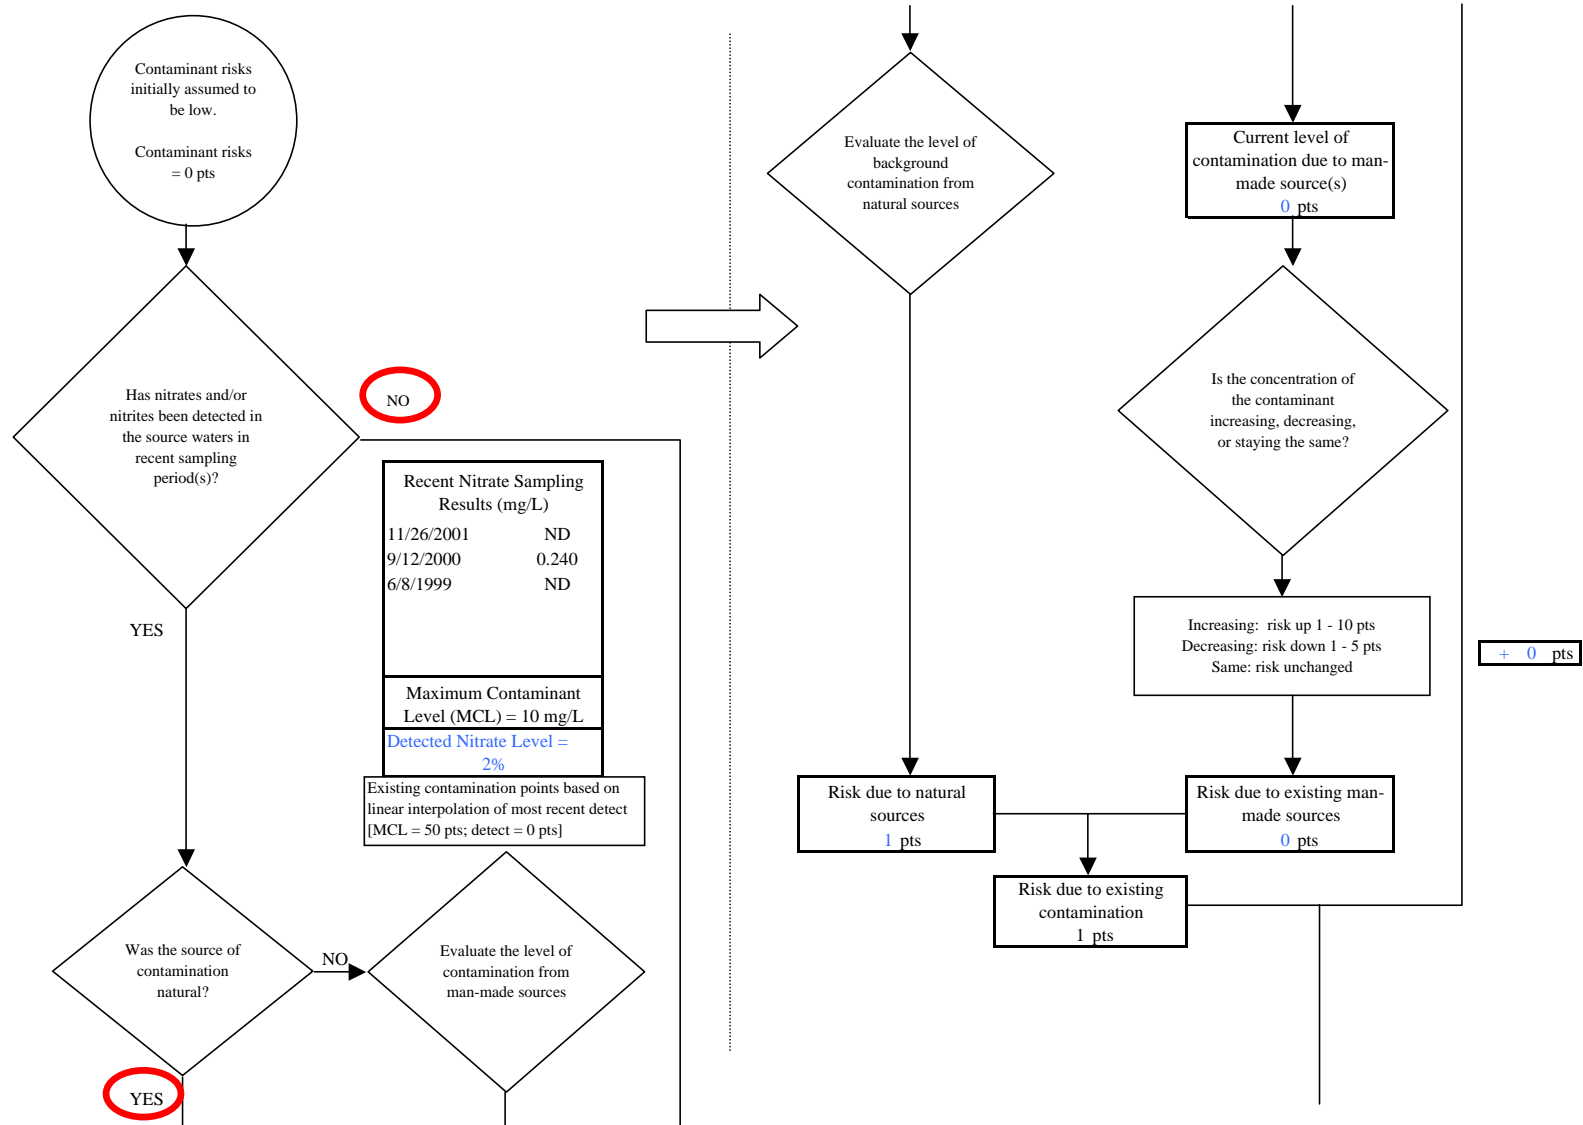 Contaminant risks
initially assumed to
be low.
Contaminant risks
= 0 pts
Has nitrates and/or
nitrites been detected in
the source waters in
recent sampling
period(s)?
NO
YES
Recent Nitrate Sampling
Results (mg/L)
11/26/2001 ND
9/12/2000 0.240
6/8/1999 ND
Maximum Contaminant
Level (MCL) = 10 mg/L
Detected Nitrate Level =
2%
Existing contamination points based on
linear interpolation of most recent detect
[MCL = 50 pts; detect = 0 pts]
Was the source of
contamination
natural?
NO
YES
Evaluate the level of
contamination from
man-made sources
Evaluate the level of
background
contamination from
natural sources
Current level of
contamination due to man-
made source(s)
0 pts
Is the concentration of
the contaminant
increasing, decreasing,
or staying the same?
Increasing: risk up 1 - 10 pts
Decreasing: risk down 1 - 5 pts
Same: risk unchanged
+ 0 pts
Risk due to natural
sources
1 pts
Risk due to existing man-
made sources
0 pts
Risk due to existing
contamination
1 pts